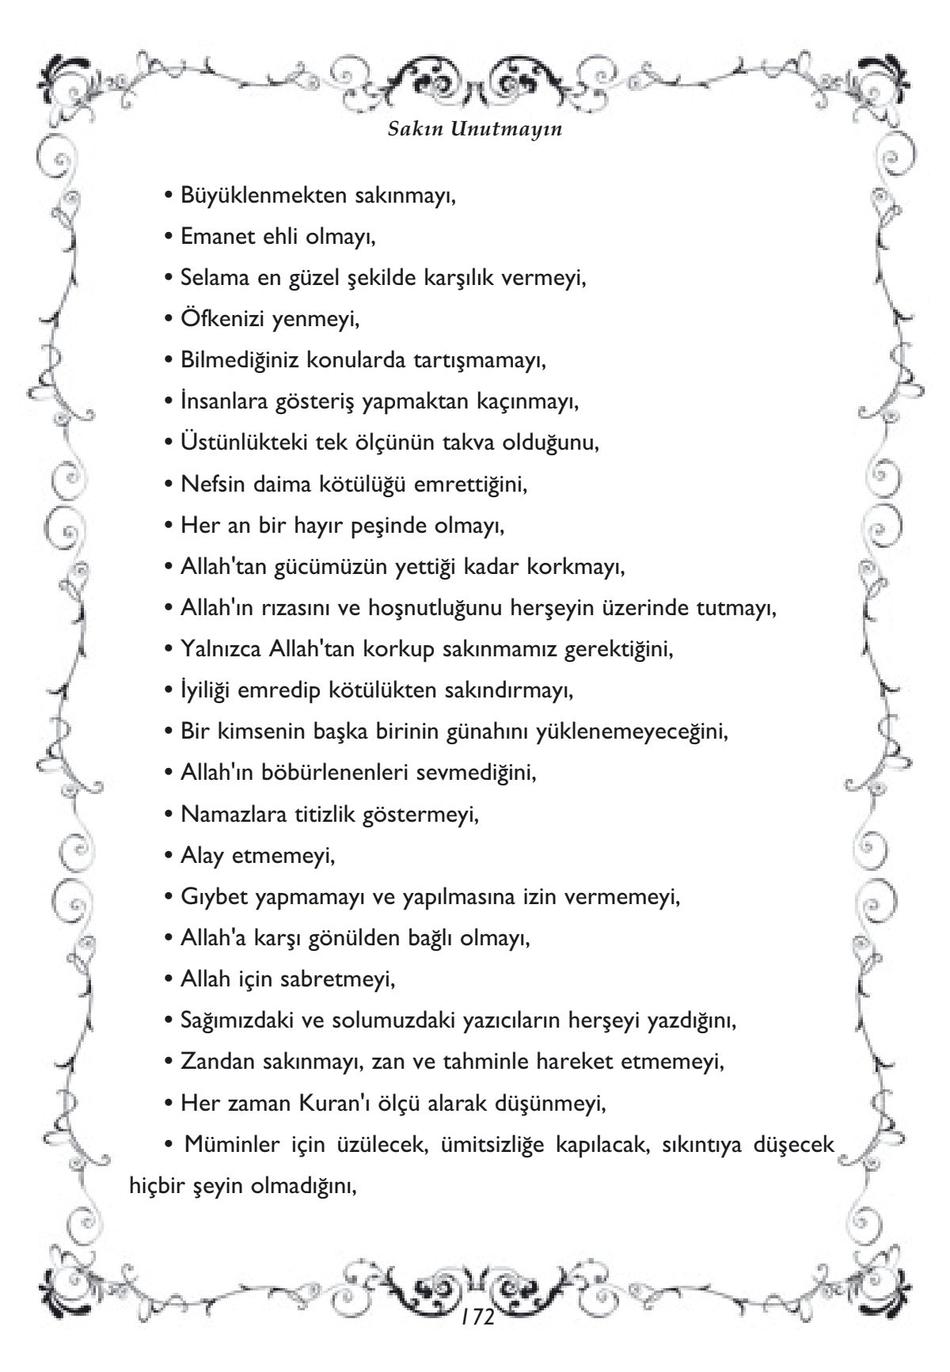 Sakın Unutmayın
• Büyüklenmekten sakınmayı,
• Emanet ehli olmayı,
• Selama en güzel şekilde karşılık vermeyi,
• Öfkenizi yenmeyi,
• Bilmediğiniz konularda tartışmamayı,
• İnsanlara gösteriş yapmaktan kaçınmayı,
• Üstünlükteki tek ölçünün takva olduğunu,
• Nefsin daima kötülüğü emrettiğini,
• Her an bir hayır peşinde olmayı,
• Allah'tan gücümüzün yettiği kadar korkmayı,
• Allah'ın rızasını ve hoşnutluğunu herşeyin üzerinde tutmayı,
• Yalnızca Allah'tan korkup sakınmamız gerektiğini,
• İyiliği emredip kötülükten sakındırmayı,
• Bir kimsenin başka birinin günahını yüklenemeyeceğini,
• Allah'ın böbürlenenleri sevmediğini,
• Namazlara titizlik göstermeyi,
• Alay etmemeyi,
• Gıybet yapmamayı ve yapılmasına izin vermemeyi,
• Allah'a karşı gönülden bağlı olmayı,
• Allah için sabretmeyi,
• Sağımızdaki ve solumuzdaki yazıcıların herşeyi yazdığını,
• Zandan sakınmayı, zan ve tahminle hareket etmemeyi,
• Her zaman Kuran'ı ölçü alarak düşünmeyi,
• Müminler için üzülecek, ümitsizliğe kapılacak, sıkıntıya düşecek
hiçbir şeyin olmadığını,
172